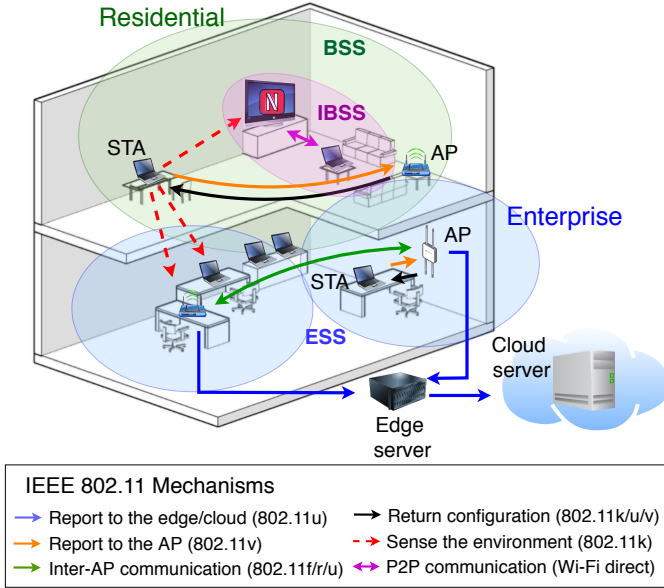 Residential
BSS
N
IBSS
STA
AP
Enterprise
AP
STA
ESS
Cloud
server
Edge
server
IEEE 802.11 Mechanisms
Report to the edge/cloud (802.11u)
Return configuration (802.11k/u/v)
Report to the AP (802.11v)
Sense the environment (802.11k)
Inter-AP communication (802.11f/r/u)
P2P communication (Wi-Fi direct)